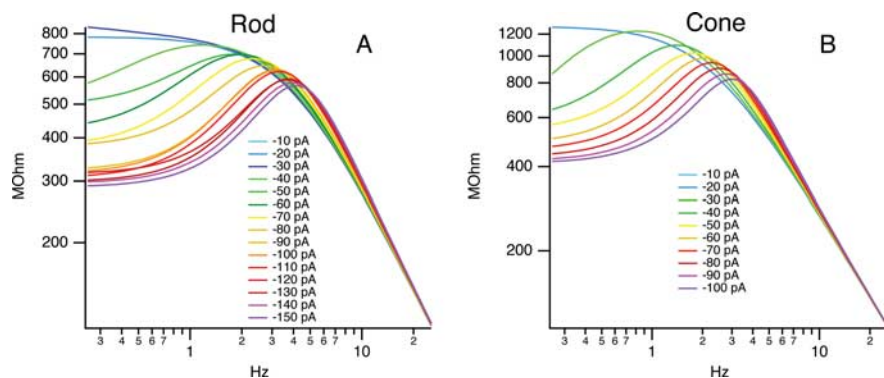 Rod
A
800
700
600
500
400
300
200
MOhm
-10 pA
-20 pA
-30 pA
-40 pA
-50 pA
-60 pA
-70 pA
-80 pA
-90 pA
-100 pA
-110 pA
-120 pA
-130 pA
-140 pA
-150 pA
3 4 5 6 7 1 2 3 4 5 6 7 10 2
Hz
Cone
B
1200
1000
800
600
400
200
MOhm
-10 pA
-20 pA
-30 pA
-40 pA
-50 pA
-60 pA
-70 pA
-80 pA
-90 pA
-100 pA
3 4 5 6 7 1 2 3 4 5 6 7 10 2
Hz